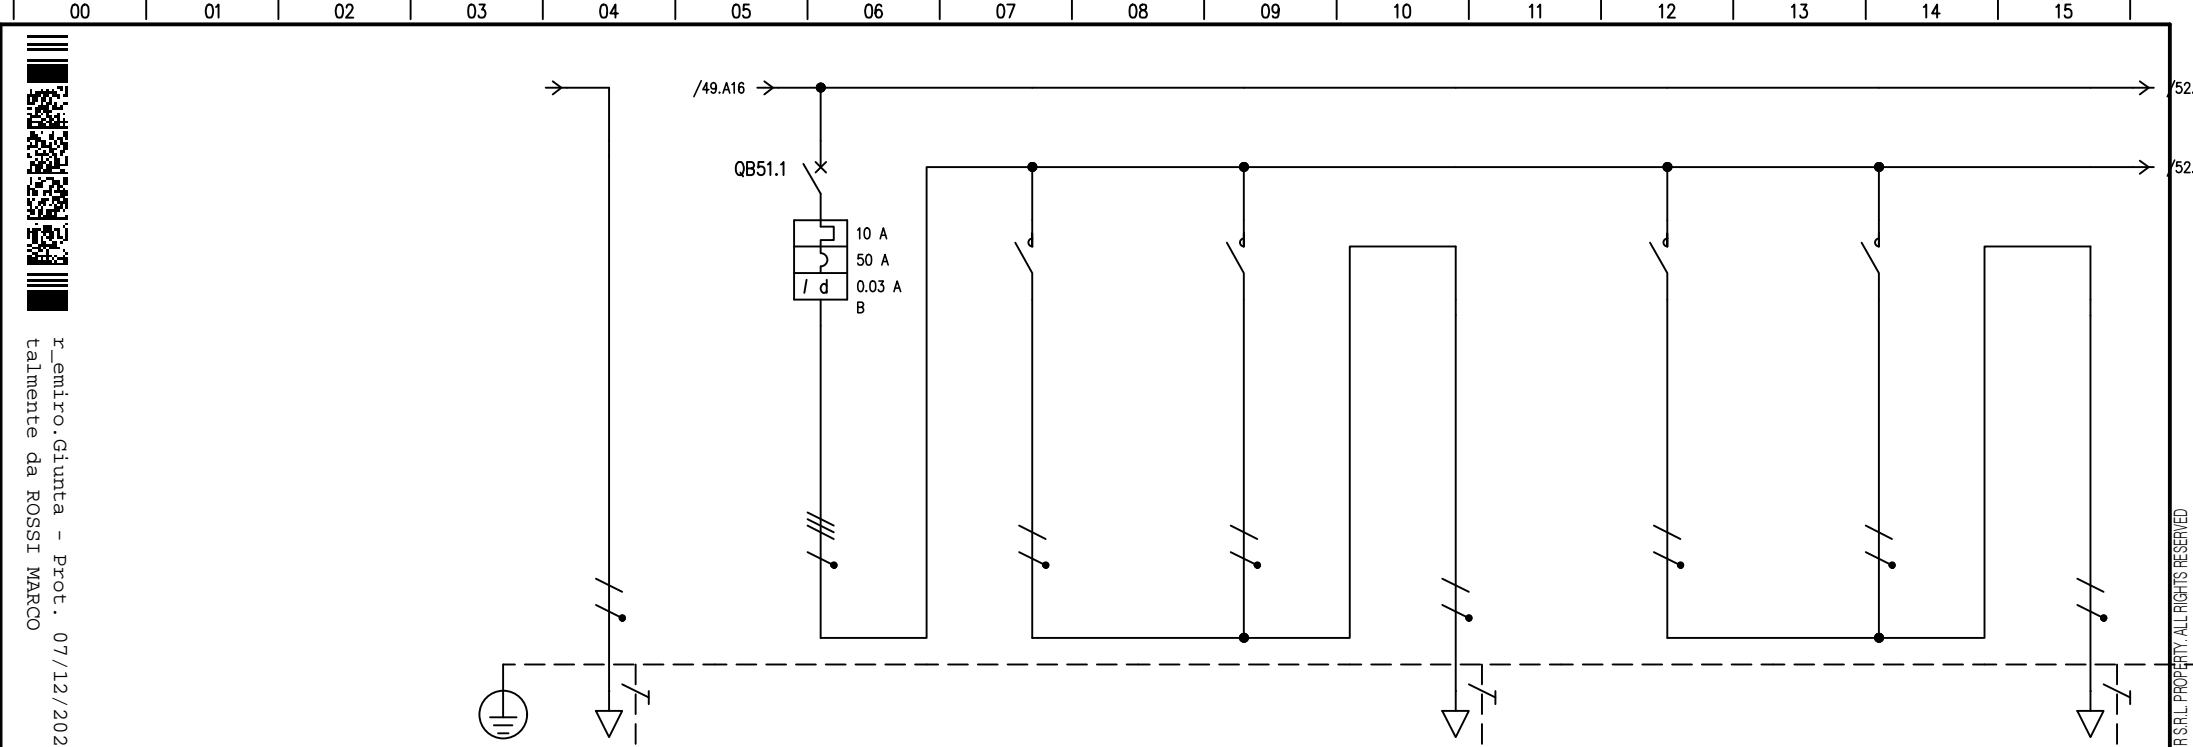 00 01 02 03 04 05 06 07 08 09 10 11 12 13 14 15
/49.A16
/52.
QB51.1
/52.
10 A
50 A
I d 0.03 A
B
r_emiro.Giunta - Prot. 07/12/202
talmente da ROSSI MARCO
R S.R.L. PROPERTY. ALL RIGHTS RESERVED